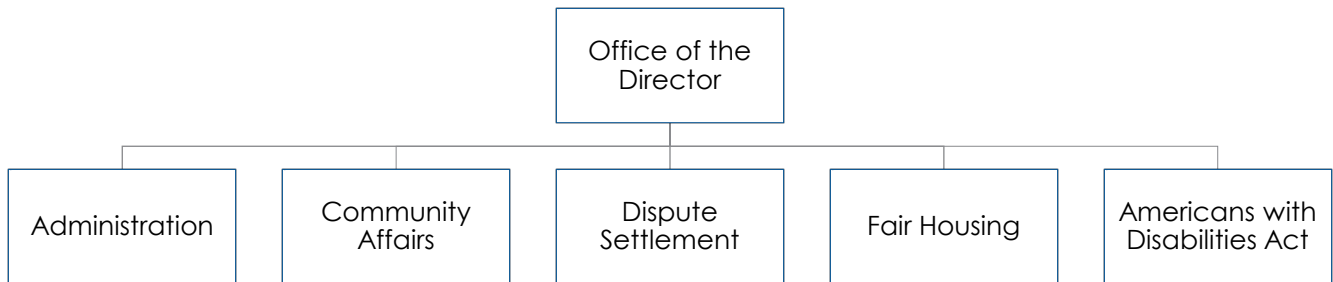 Office of the
Director
Administration
Community
Affairs
Dispute
Settlement
Fair Housing
Americans with
Disabilities Act